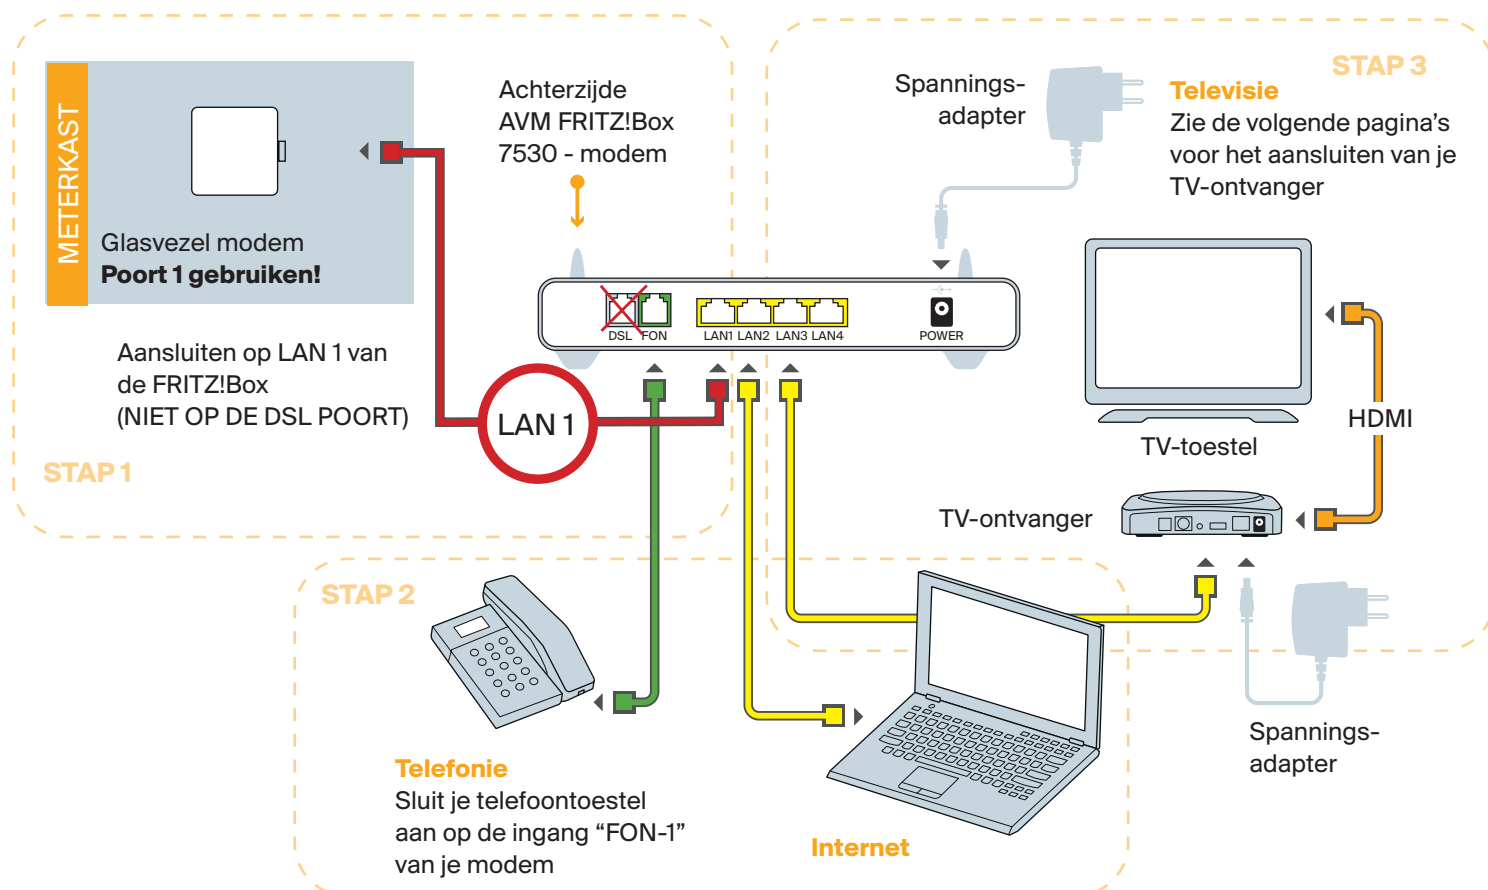 METERKAST
Glasvezel modem
Poort 1 gebruiken!
Achterzijde
AVM FRITZ!Box
7530 - modem
Aansluiten op LAN 1 van
de FRITZ!Box
(NIET OP DE DSL POORT)
LAN 1
STAP 1
DSL
FON
LAN1
LAN2
LAN3
LAN4
POWER
Spannings-
adapter
STAP 3
Televisie
Zie de volgende pagina's
voor het aansluiten van je
TV-ontvanger
HDMI
TV-toestel
TV-ontvanger
Spannings-
adapter
STAP 2
Telefonie
Sluit je telefoontoestel
aan op de ingang “FON-1”
van je modem
Internet